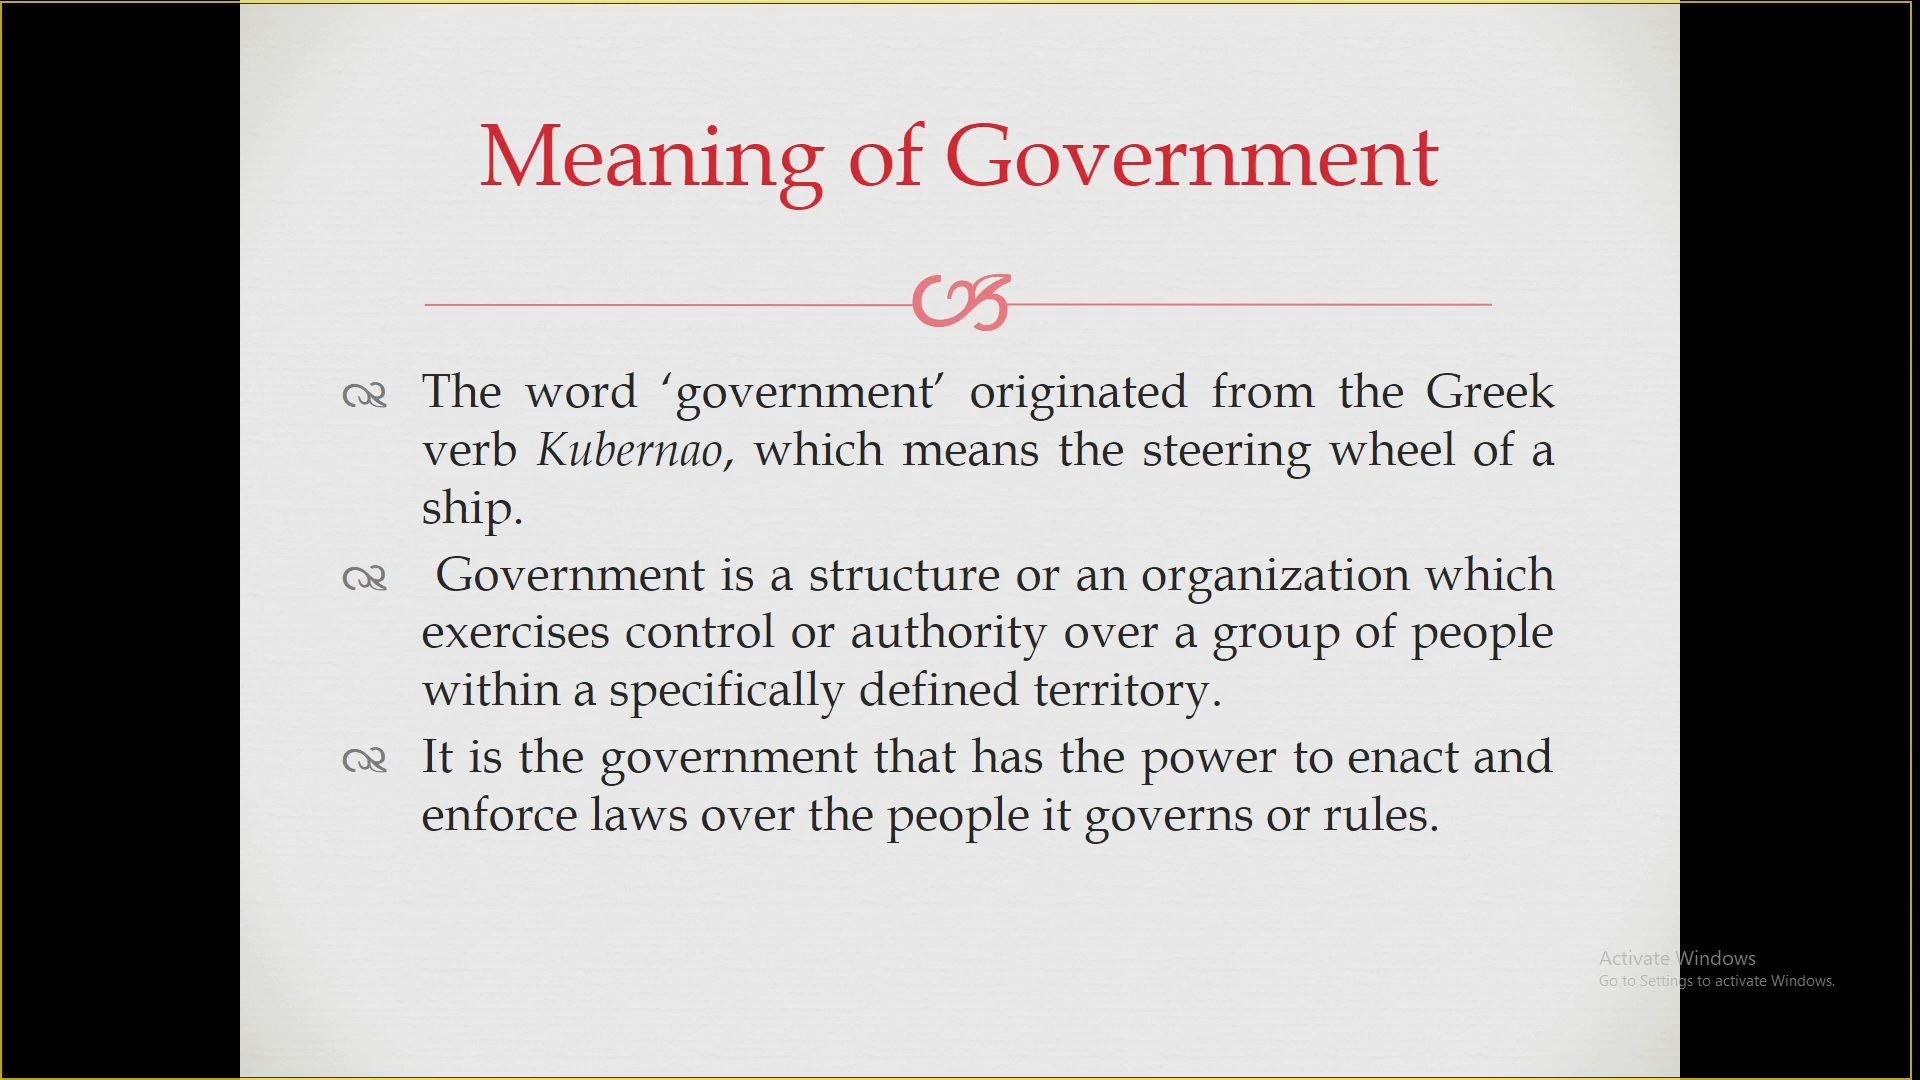 Meaning of Government
The word ‘government’ originated from the Greek
verb Kubernao, which means the steering wheel of a
ship.
Government is a structure or an organization which
exercises control or authority over a group of people
within a specifically defined territory.
It is the government that has the power to enact and
enforce laws over the people it governs or rules.
Activate Windows
Go to Settings to activate Windows.